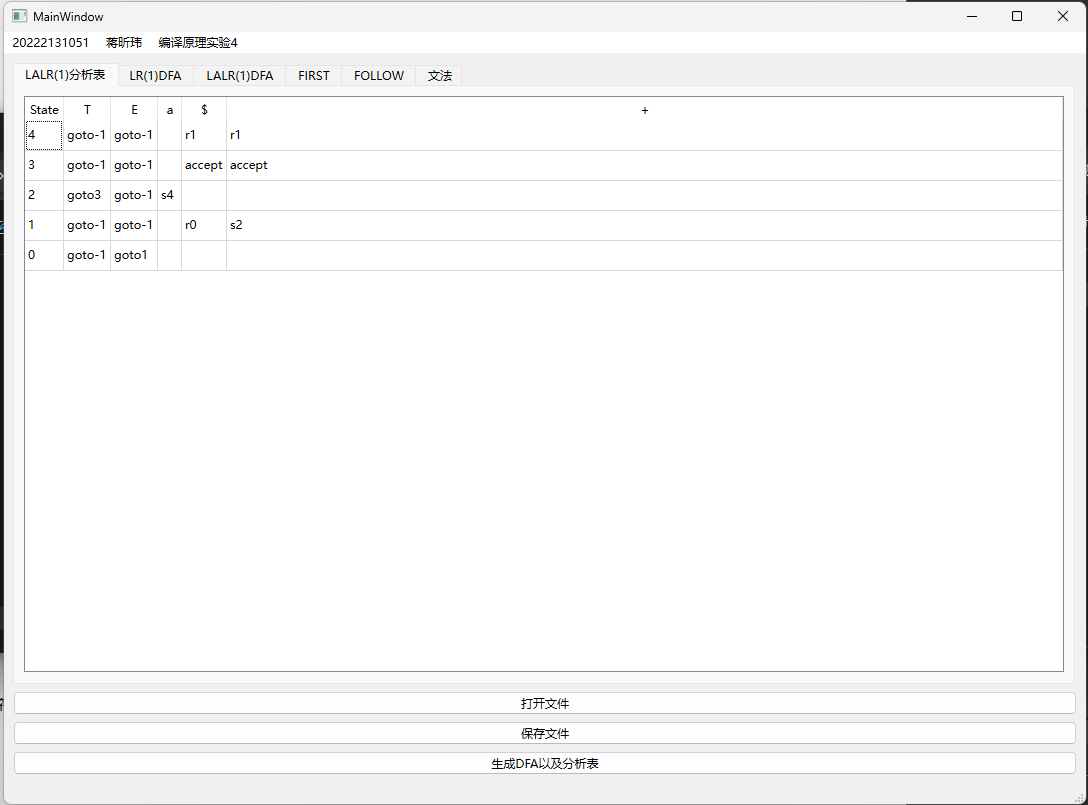 MainWindow
20222131051 蒋昕玮 编译原理实验4
LALR(1)分析表 LR(1)DFA LALR(1)DFA FIRST FOLLOW 文法
State T E a $ +
4 goto-1 goto-1 r1 r1
3 goto-1 goto-1 accept accept
2 goto3 goto-1 s4
1 goto-1 goto-1 r0 s2
0 goto-1 goto1
打开文件
保存文件
生成DFA以及分析表